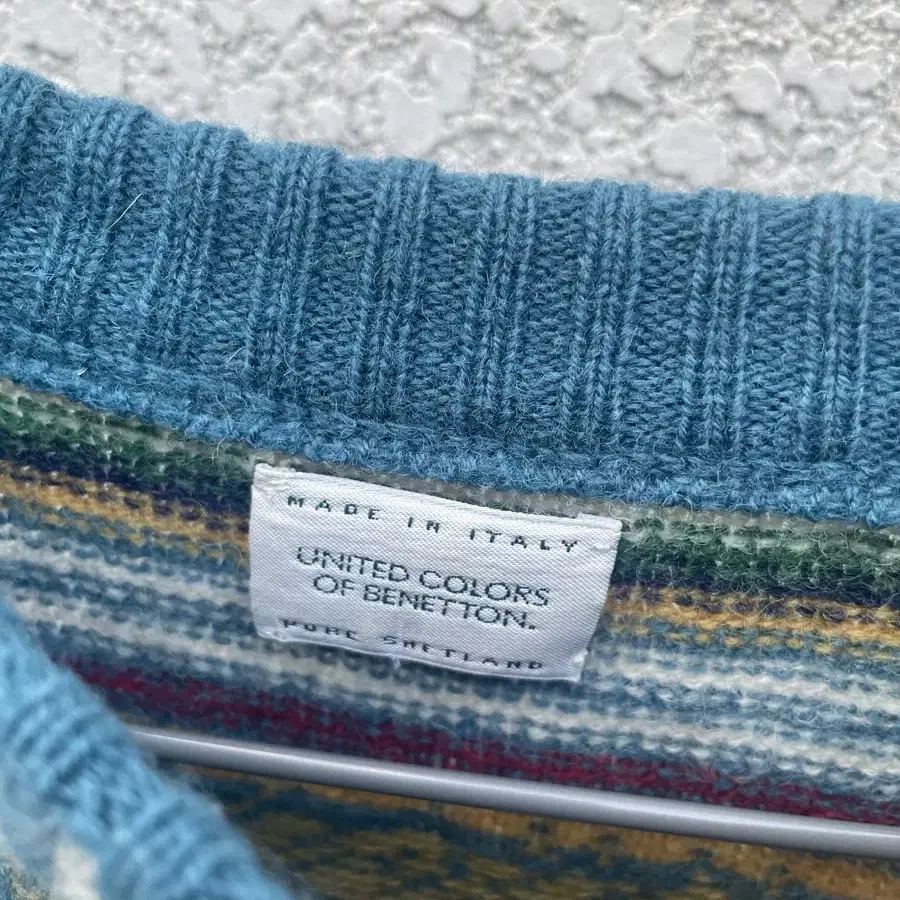 MADE IN ITALY
UNITED COLORS
OF BENETTON.
PURE SHETLAND